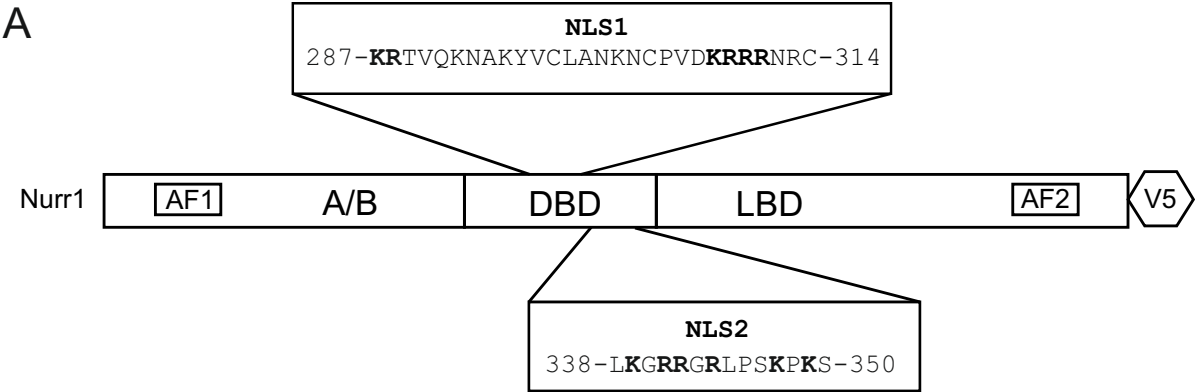 A
NLS1
287-KRTVQKNAKYVCLANKNCPVDKRRRNRC-314
Nurr1 AF1 A/B DBD LBD AF2 V5
NLS2
338-LKGRRGRLPSKPKS-350